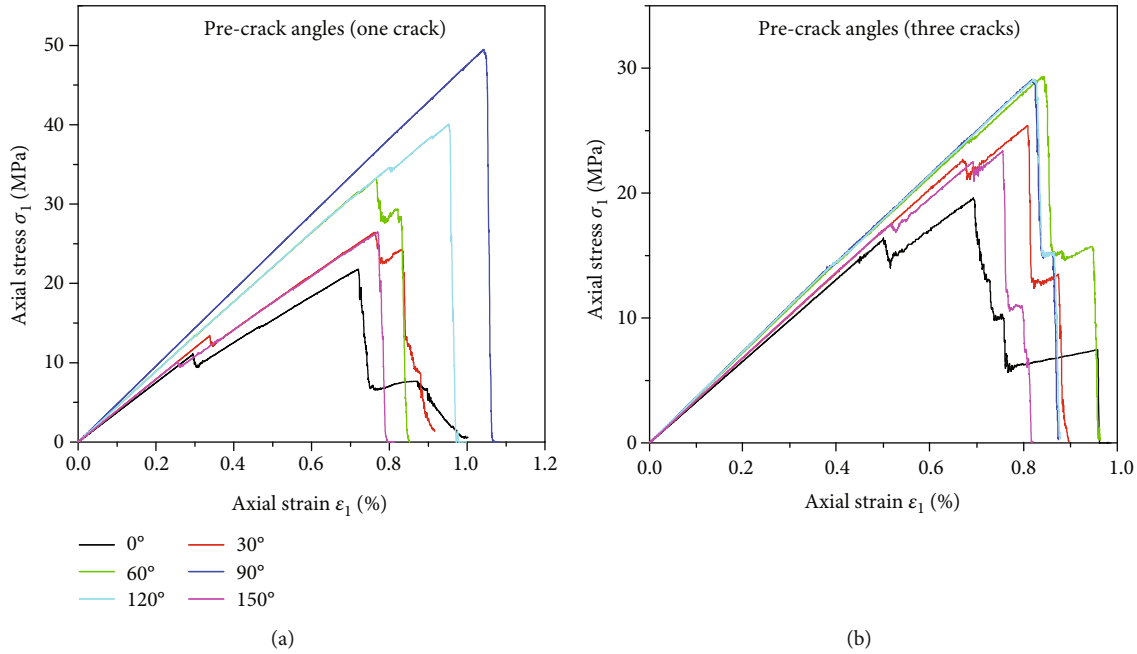 Pre-crack angles (one crack)
50
40
30
20
10
0
Axial stress σ1 (MPa)
0.0 0.2 0.4 0.6 0.8 1.0 1.2
Axial strain ε1 (%)
0° 30°
60° 90°
120° 150°
(a)
Pre-crack angles (three cracks)
30
20
10
0
Axial stress σ1 (MPa)
0.0 0.2 0.4 0.6 0.8 1.0
Axial strain ε1 (%)
(b)